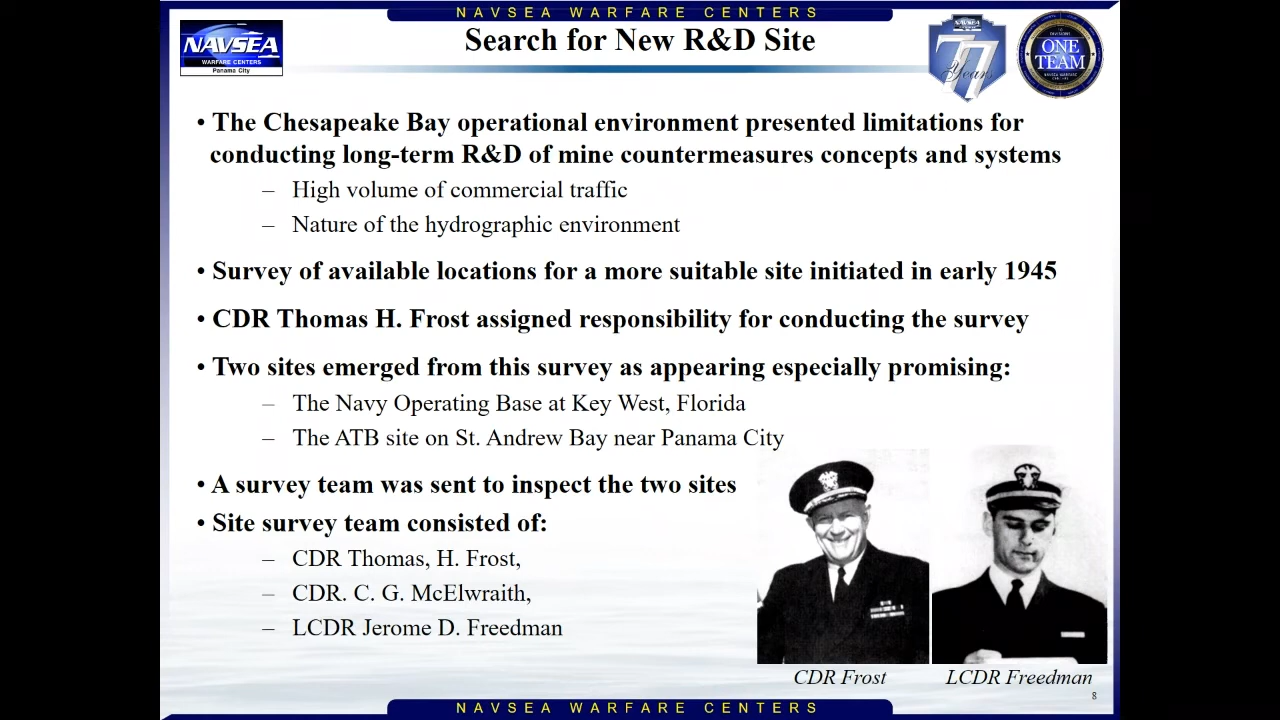 NAVSEA WARFARE CENTERS
NAVSEA
WARFARE CENTERS
Panama City
Search for New R&D Site
NAVSEA
77
Years
ONE
TEAM
NAVSEA WARFARE
• The Chesapeake Bay operational environment presented limitations for
conducting long-term R&D of mine countermeasures concepts and systems
– High volume of commercial traffic
– Nature of the hydrographic environment
• Survey of available locations for a more suitable site initiated in early 1945
• CDR Thomas H. Frost assigned responsibility for conducting the survey
• Two sites emerged from this survey as appearing especially promising:
– The Navy Operating Base at Key West, Florida
– The ATB site on St. Andrew Bay near Panama City
• A survey team was sent to inspect the two sites
• Site survey team consisted of:
– CDR Thomas, H. Frost,
– CDR. C. G. McElwraith,
– LCDR Jerome D. Freedman
CDR Frost
LCDR Freedman
8
NAVSEA WARFARE CENTERS